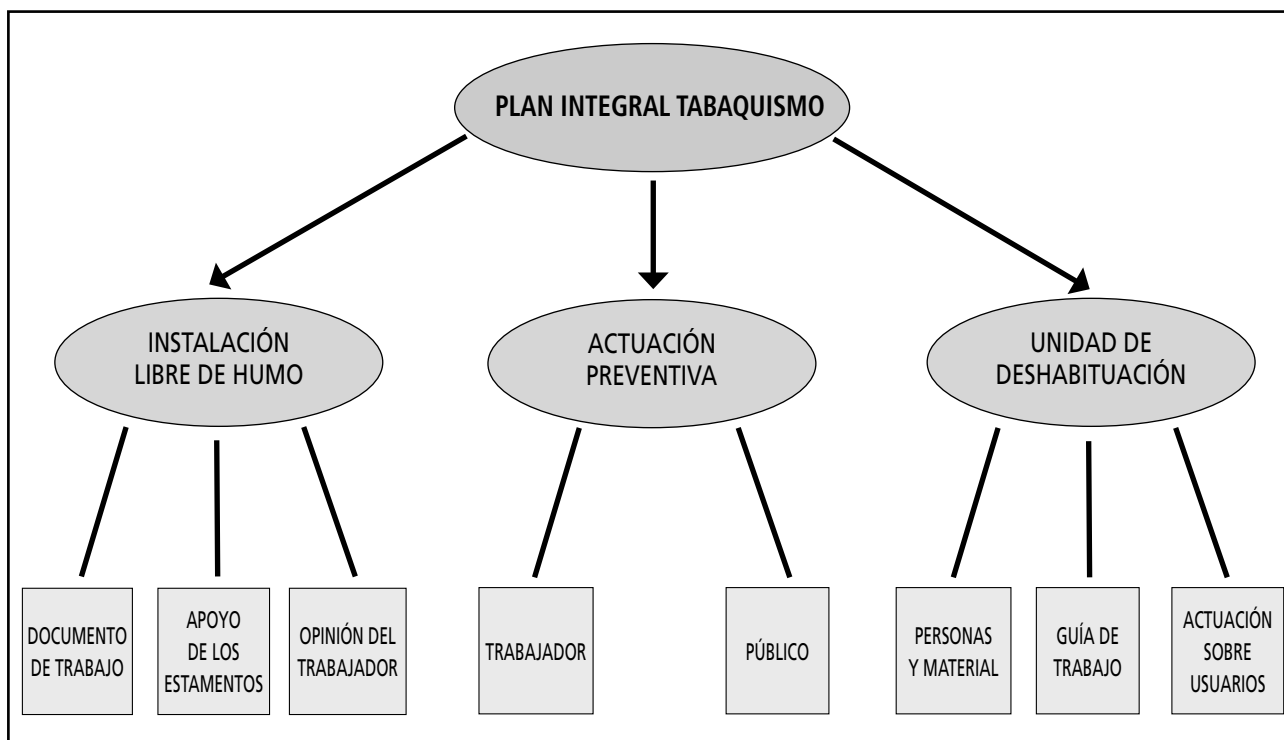 PLAN INTEGRAL TABAQUISMO
INSTALACIÓN
LIBRE DE HUMO
ACTUACIÓN
PREVENTIVA
UNIDAD DE
DESHABITUACIÓN
DOCUMENTO
DE TRABAJO
APOYO
DE LOS
ESTAMENTOS
OPINIÓN DEL
TRABAJADOR
TRABAJADOR
PÚBLICO
PERSONAS
Y MATERIAL
GUÍA DE
TRABAJO
ACTUACIÓN
SOBRE
USUARIOS